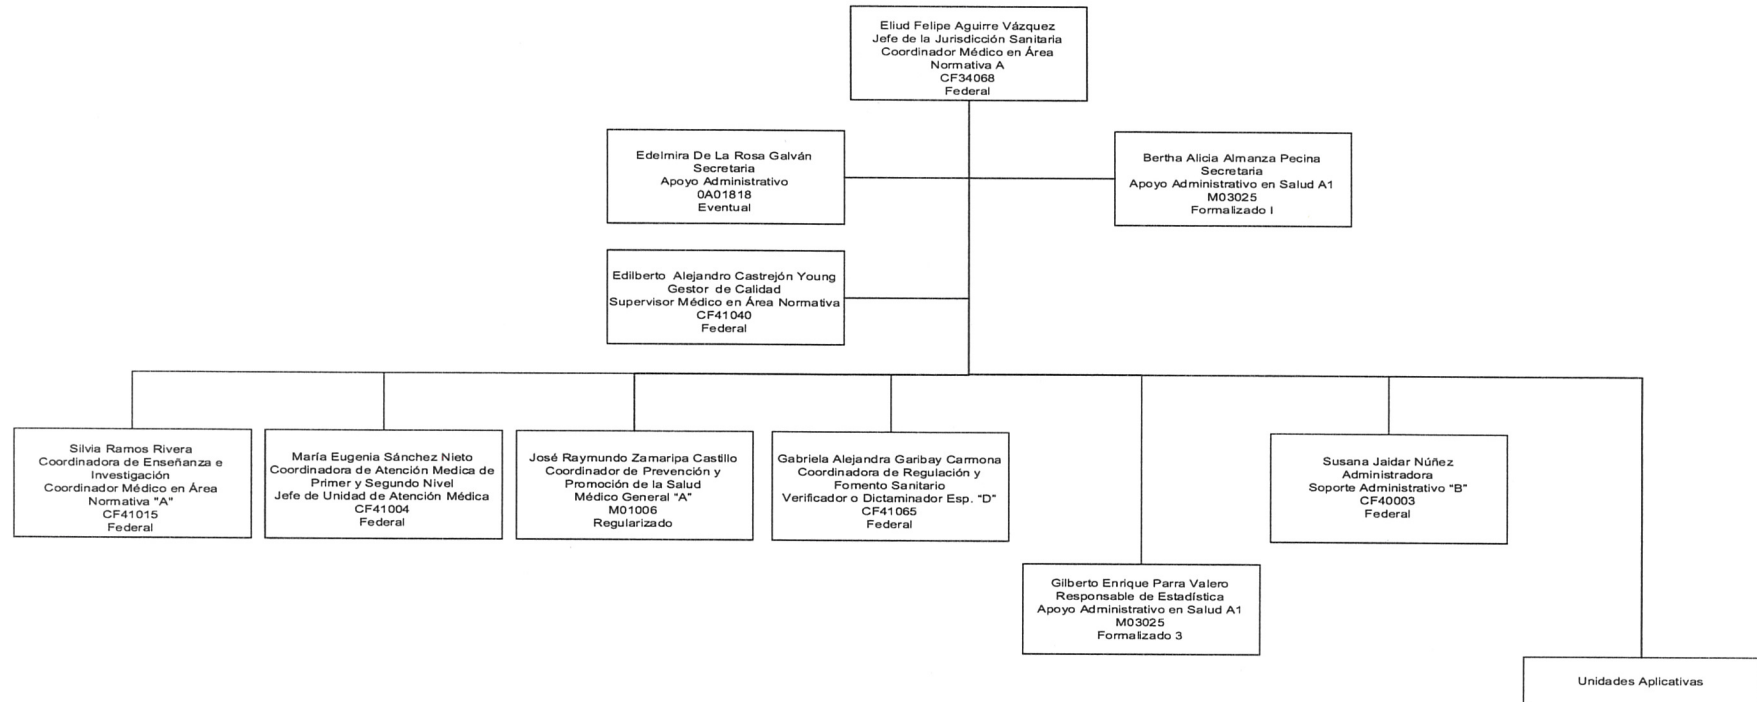 Eliud Felipe Aguirre Vázquez
Jefe de la Jurisdicción Sanitaria
Coordinador Médico en Área
Normativa A
CF34068
Federal
Edelmira De La Rosa Galván
Secretaria
Apoyo Administrativo
0A01818
Eventual
Bertha Alicia Almanza Pecina
Secretaria
Apoyo Administrativo en Salud A1
M03025
Formalizado I
Edilberto Alejandro Castrejón Young
Gestor de Calidad
Supervisor Médico en Área Normativa
CF41040
Federal
Silvia Ramos Rivera
Coordinadora de Enseñanza e
Investigación
Coordinador Médico en Área
Normativa "A"
CF41015
Federal
María Eugenia Sánchez Nieto
Coordinadora de Atención Medica de
Primer y Segundo Nivel
Jefe de Unidad de Atención Médica
CF41004
Federal
José Raymundo Zamaripa Castillo
Coordinador de Prevención y
Promoción de la Salud
Médico General "A"
M01006
Regularizado
Gabriela Alejandra Garibay Carmona
Coordinadora de Regulación y
Fomento Sanitario
Verificador o Dictaminador Esp. "D"
CF41065
Federal
Susana Jaidar Núñez
Administradora
Soporte Administrativo "B"
CF40003
Federal
Gilberto Enrique Parra Valero
Responsable de Estadística
Apoyo Administrativo en Salud A1
M03025
Formalizado 3
Unidades Aplicativas